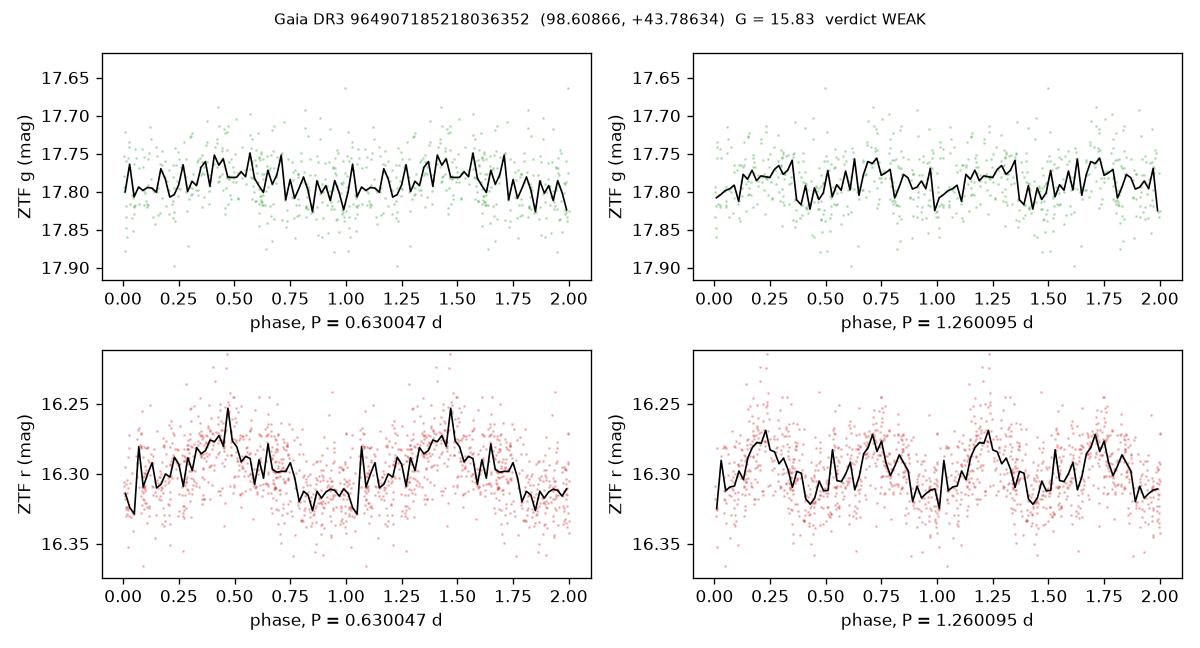 Gaia DR3 964907185218036352  (98.60866, +43.78634)  G = 15.83  verdict WEAK
ZTF g (mag)
17.65
17.70
17.75
17.80
17.85
17.90
0.00 0.25 0.50 0.75 1.00 1.25 1.50 1.75 2.00
phase, P = 0.630047 d
ZTF g (mag)
17.65
17.70
17.75
17.80
17.85
17.90
0.00 0.25 0.50 0.75 1.00 1.25 1.50 1.75 2.00
phase, P = 1.260095 d
ZTF r (mag)
16.25
16.30
16.35
0.00 0.25 0.50 0.75 1.00 1.25 1.50 1.75 2.00
phase, P = 0.630047 d
ZTF r (mag)
16.25
16.30
16.35
0.00 0.25 0.50 0.75 1.00 1.25 1.50 1.75 2.00
phase, P = 1.260095 d